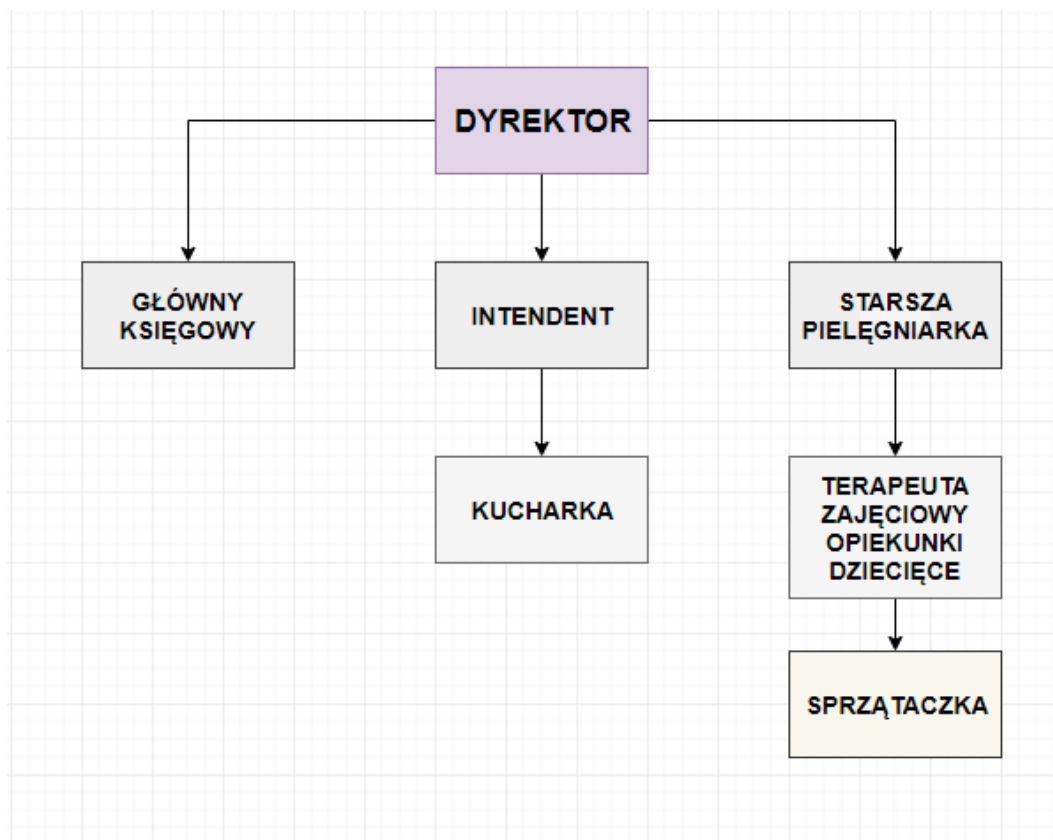 DYREKTOR
GŁÓWNY
KSIĘGOWY
INTENDENT
STARSZA
PIELĘGNIARKA
KUCHARKA
TERAPEUTA
ZAJĘCIOWY
OPIEKUNKI
DZIECIĘCE
SPRZĄTACZKA